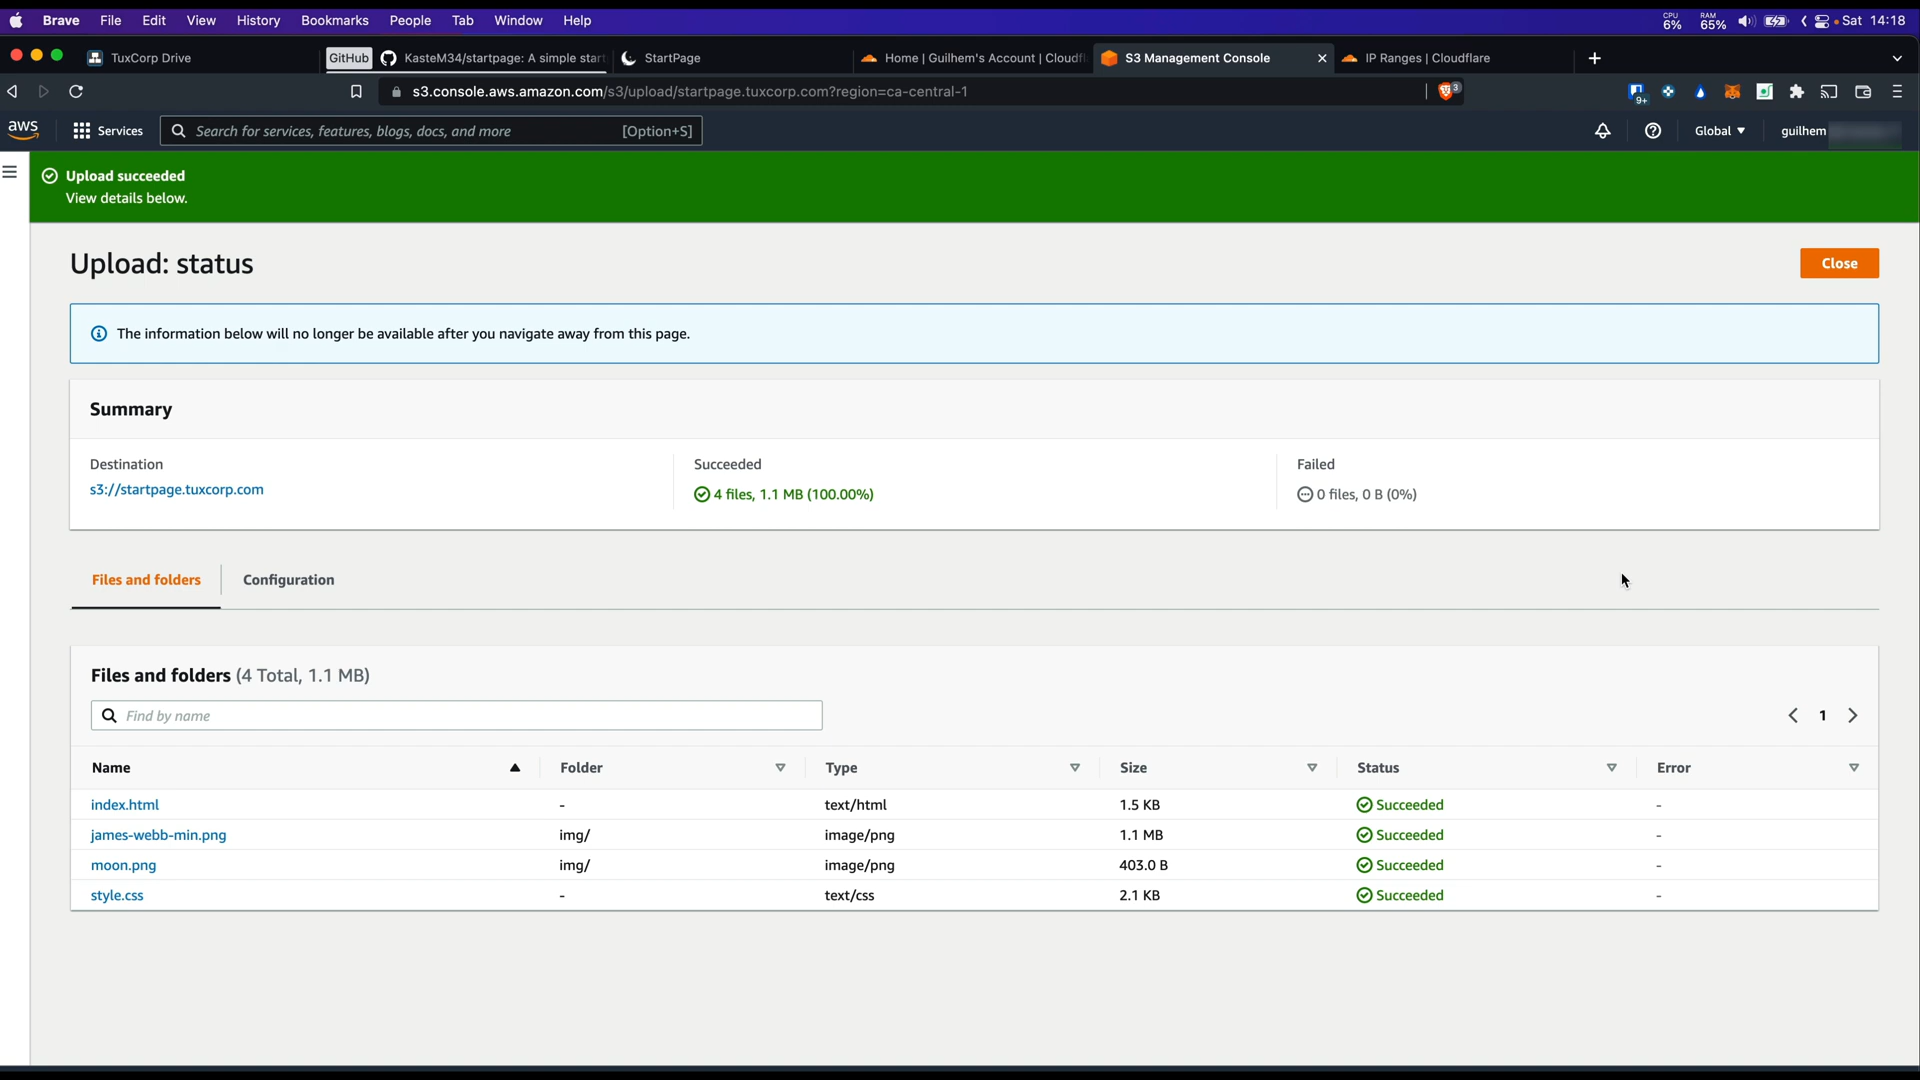 Brave File Edit View History Bookmarks People Tab Window Help CPU 6% RAM 65% Sat 14:18
TuxCorp Drive GitHub KasteM34/startpage: A simple star StartPage Home | Guilhem's Account | Cloudfl S3 Management Console IP Ranges | Cloudflare
s3.console.aws.amazon.com/s3/upload/startpage.tuxcorp.com?region=ca-central-1 3 9+
aws Services Search for services, features, blogs, docs, and more [Option+S] Global guilhem
Upload succeeded
View details below.
Upload: status Close
The information below will no longer be available after you navigate away from this page.
Summary
Destination Succeeded Failed
s3://startpage.tuxcorp.com 4 files, 1.1 MB (100.00%) 0 files, 0 B (0%)
Files and folders Configuration
Files and folders (4 Total, 1.1 MB)
Find by name 1
Name Folder Type Size Status Error
index.html - text/html 1.5 KB Succeeded -
james-webb-min.png img/ image/png 1.1 MB Succeeded -
moon.png img/ image/png 403.0 B Succeeded -
style.css - text/css 2.1 KB Succeeded -